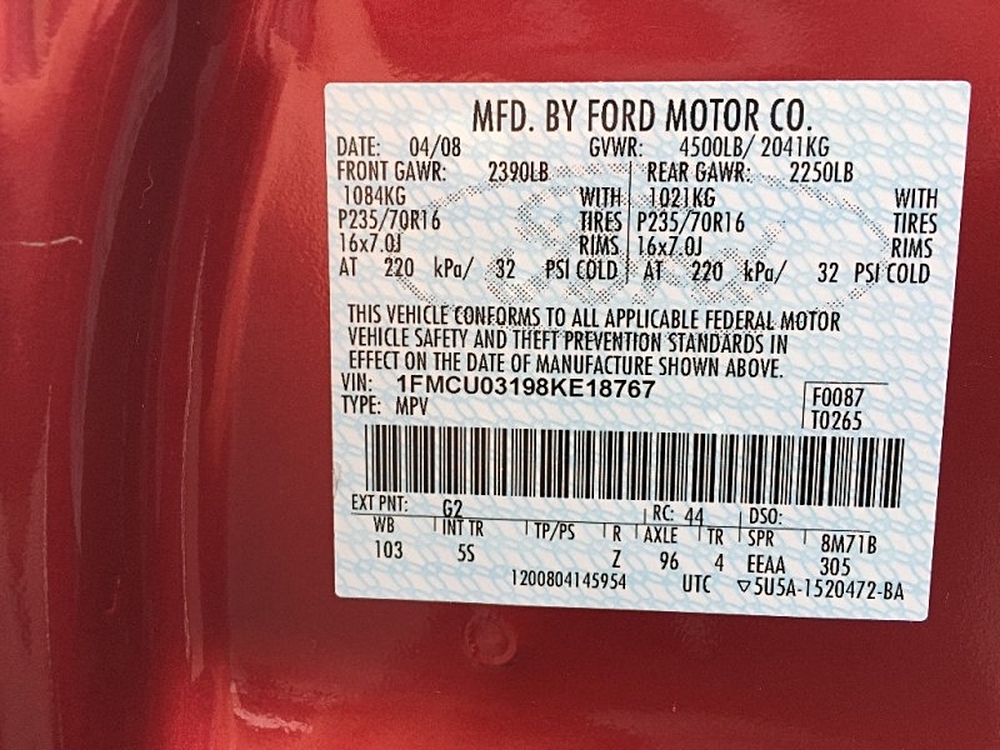 MFD. BY FORD MOTOR CO.
DATE: 04/08 GVWR: 4500LB/ 2041KG
FRONT GAWR: 2390LB REAR GAWR: 2250LB
1084KG WITH 1021KG WITH
P235/70R16 TIRES P235/70R16 TIRES
16x7.0J RIMS 16x7.0J RIMS
AT 220 kPa/ 32 PSI COLD AT 220 kPa/ 32 PSI COLD
THIS VEHICLE CONFORMS TO ALL APPLICABLE FEDERAL MOTOR
VEHICLE SAFETY AND THEFT PREVENTION STANDARDS IN
EFFECT ON THE DATE OF MANUFACTURE SHOWN ABOVE.
VIN: 1FMCU03198KE18767
TYPE: MPV
F0087
T0265
EXT PNT: G2 RC: 44 DSO:
WB INT TR TP/PS R AXLE TR SPR 8M71B
103 5S Z 96 4 EEAA 305
1200804145954 UTC ▽5U5A-1520472-BA